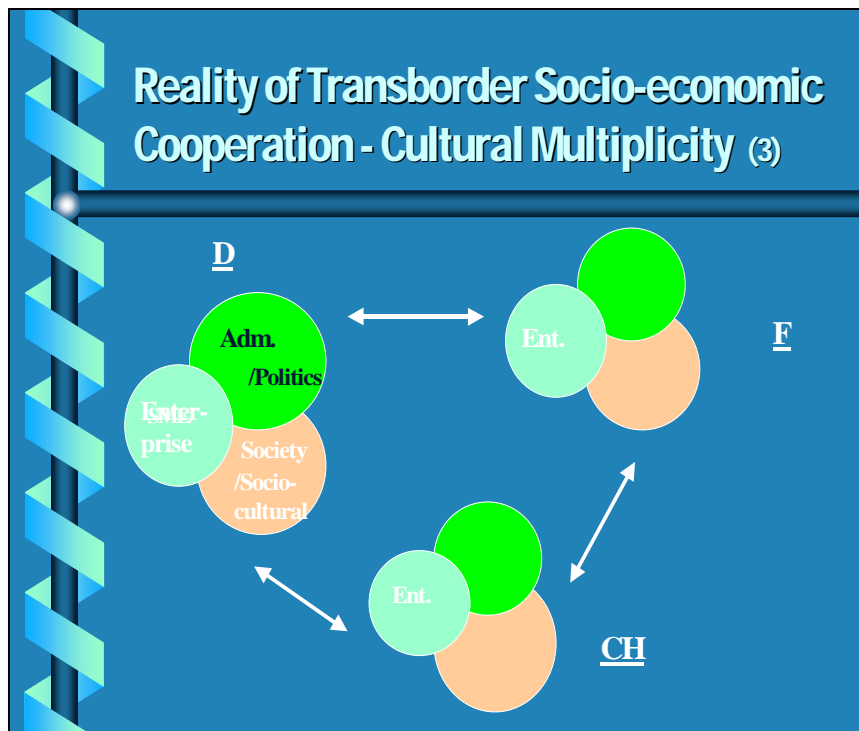 Reality of Transborder Socio-economic
Cooperation - Cultural Multiplicity (3)
D
Adm.
/Politics
Enter-
SME
prise
Society
/Socio-
cultural
Ent.
F
Ent.
CH